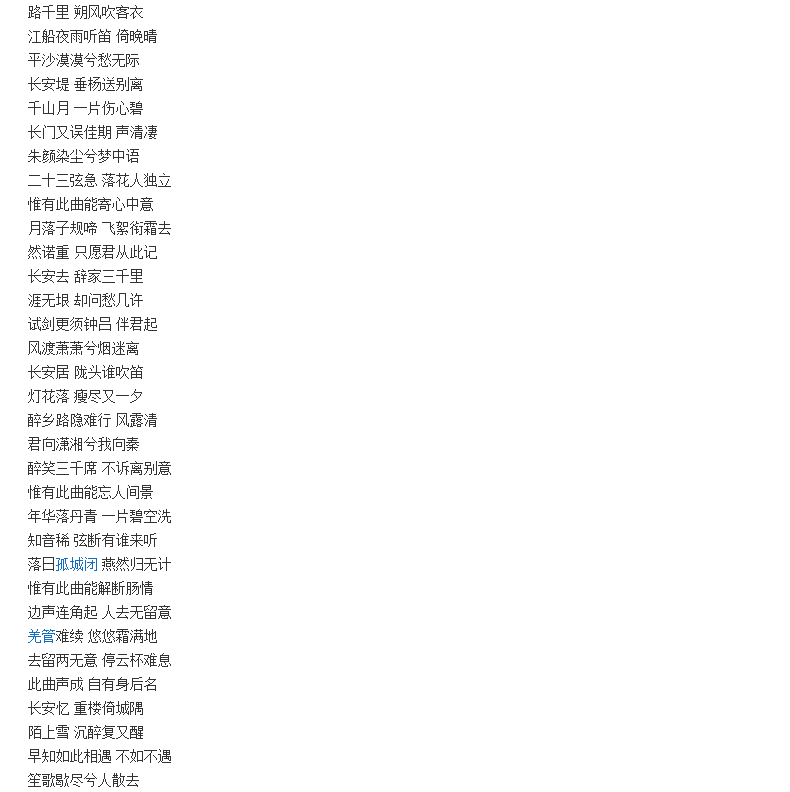 路千里 朔风吹客衣
江船夜雨听笛 倚晚晴
平沙漠漠兮愁无际
长安堤 垂杨送别离
千山月 一片伤心碧
长门又误佳期 声清凄
朱颜染尘兮梦中语
二十三弦急 落花人独立
惟有此曲能寄心中意
月落子规啼 飞絮衔霜去
然诺重 只愿君从此记
长安去 辞家三千里
涯无垠 却问愁几许
试剑更须钟吕 伴君起
风渡萧萧兮烟迷离
长安居 陇头谁吹笛
灯花落 瘦尽又一夕
醉乡路隐难行 风露清
君向潇湘兮我向秦
醉笑三千席 不诉离别意
惟有此曲能忘人间景
年华落丹青 一片碧空洗
知音稀 弦断有谁来听
落日孤城闭 燕然归无计
惟有此曲能解断肠情
边声连角起 人去无留意
羌管难续 悠悠霜满地
去留两无意 停云杯难息
此曲声成 自有身后名
长安忆 重楼倚城隅
陌上雪 沉醉复又醒
早知如此相遇 不如不遇
笙歌歇尽兮人散去